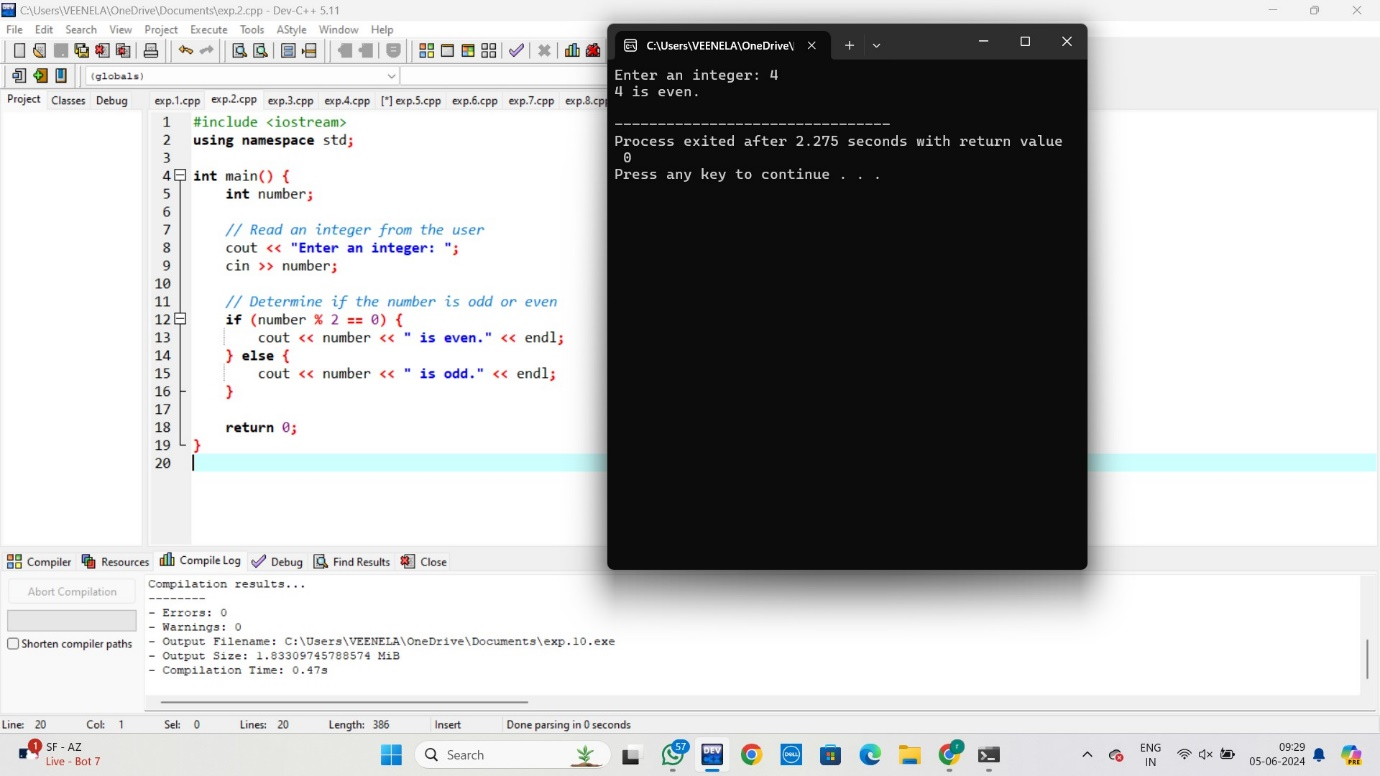 C:\Users\VEENELA\OneDrive\Documents\exp.2.cpp - Dev-C++ 5.11
File Edit Search View Project Execute Tools AStyle Window Help
(globals)
Project Classes Debug
exp.1.cpp exp.2.cpp exp.3.cpp exp.4.cpp [*] exp.5.cpp exp.6.cpp exp.7.cpp exp.8.cpp
1 #include <iostream>
2 using namespace std;
3
4 int main() {
5 int number;
6
7 // Read an integer from the user
8 cout << "Enter an integer: ";
9 cin >> number;
10
11 // Determine if the number is odd or even
12 if (number % 2 == 0) {
13 cout << number << " is even." << endl;
14 } else {
15 cout << number << " is odd." << endl;
16 }
17
18 return 0;
19 }
20
C:\Users\VEENELA\OneDrive\
Enter an integer: 4
4 is even.
--------------------------------
Process exited after 2.275 seconds with return value
0
Press any key to continue . . .
Compiler Resources Compile Log Debug Find Results Close
Abort Compilation
Shorten compiler paths
Compilation results...
--------
- Errors: 0
- Warnings: 0
- Output Filename: C:\Users\VEENELA\OneDrive\Documents\exp.10.exe
- Output Size: 1.83309745788574 MiB
- Compilation Time: 0.47s
Line: 20 Col: 1 Sel: 0 Lines: 20 Length: 386 Insert Done parsing in 0 seconds
1
SF - AZ
Live - Bot 7
Search
57
DEV
DELL
ENG
IN
09:29
05-06-2024
PRE